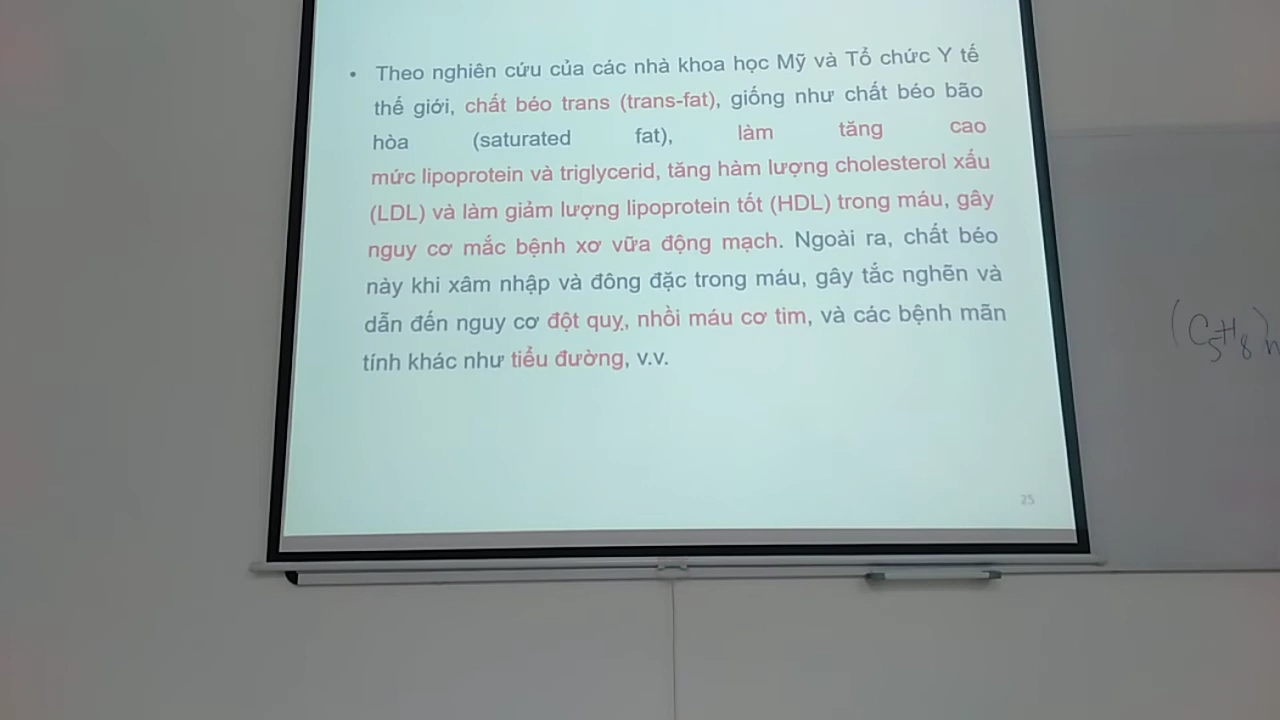 • Theo nghiên cứu của các nhà khoa học Mỹ và Tổ chức Y tế
thế giới, chất béo trans (trans-fat), giống như chất béo bão
hòa (saturated fat), làm tăng cao
mức lipoprotein và triglycerid, tăng hàm lượng cholesterol xấu
(LDL) và làm giảm lượng lipoprotein tốt (HDL) trong máu, gây
nguy cơ mắc bệnh xơ vữa động mạch. Ngoài ra, chất béo
này khi xâm nhập và đông đặc trong máu, gây tắc nghẽn và
dẫn đến nguy cơ đột quỵ, nhồi máu cơ tim, và các bệnh mãn
tính khác như tiểu đường, v.v.
25
(C5H8)n